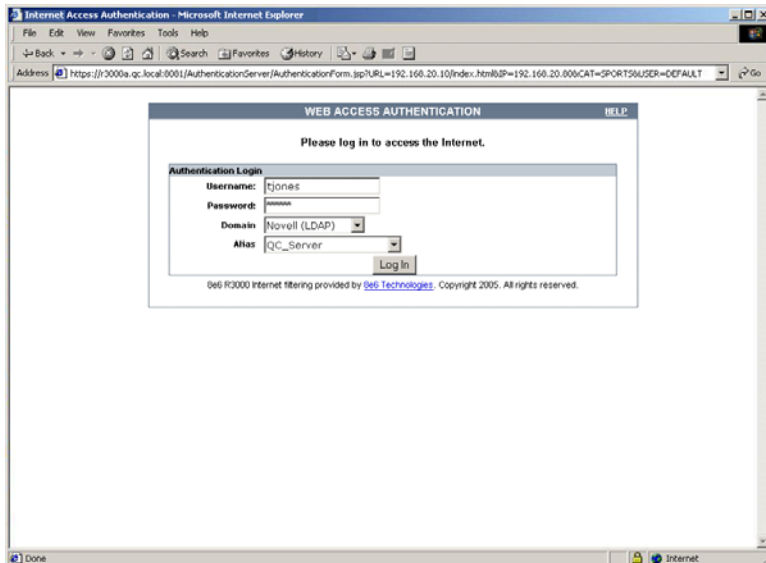 Internet Access Authentication - Microsoft Internet Explorer
File Edit View Favorites Tools Help
Back Search Favorites History
Address https://r3000a.qc.local:8081/AuthenticationServer/AuthenticationForm.jsp?URL=192.168.20.10/index.html&IP=192.168.20.80&CAT=SPORTS&USER=DEFAULT Go
WEB ACCESS AUTHENTICATION HELP
Please log in to access the Internet.
Authentication Login
Username: tjones
Password: ******
Domain Novell (LDAP)
Alias QC_Server
Log In
8e6 R3000 Internet filtering provided by 8e6 Technologies. Copyright 2005. All rights reserved.
Done Internet